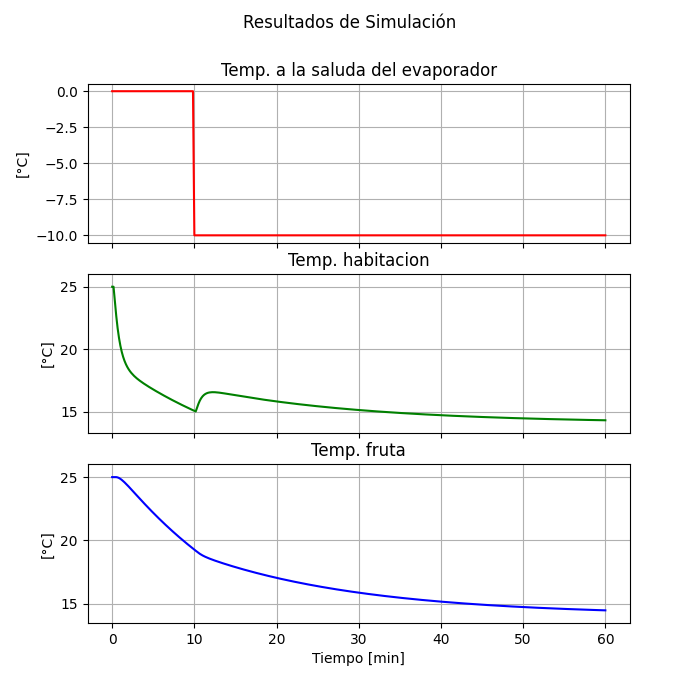 Resultados de Simulación
Temp. a la saluda del evaporador
0.0
−2.5
−5.0
−7.5
−10.0
[°C]
Temp. habitacion
25
20
15
[°C]
Temp. fruta
25
20
15
[°C]
0 10 20 30 40 50 60
Tiempo [min]